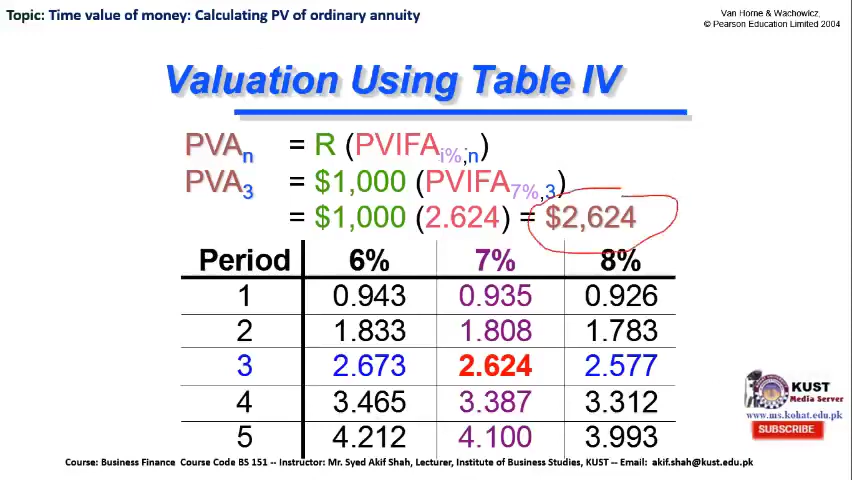 Topic: Time value of money: Calculating PV of ordinary annuity
Van Horne & Wachowicz,
© Pearson Education Limited 2004
Valuation Using Table IV
PVAn = R (PVIFAi%,n)
PVA3 = $1,000 (PVIFA7%,3)
= $1,000 (2.624) = $2,624
Period 6% 7% 8%
1 0.943 0.935 0.926
2 1.833 1.808 1.783
3 2.673 2.624 2.577
4 3.465 3.387 3.312
5 4.212 4.100 3.993
KUST
Media Server
www.ms.kohat.edu.pk
SUBSCRIBE
Course: Business Finance Course Code BS 151 -- Instructor: Mr. Syed Akif Shah, Lecturer, Institute of Business Studies, KUST -- Email: akif.shah@kust.edu.pk